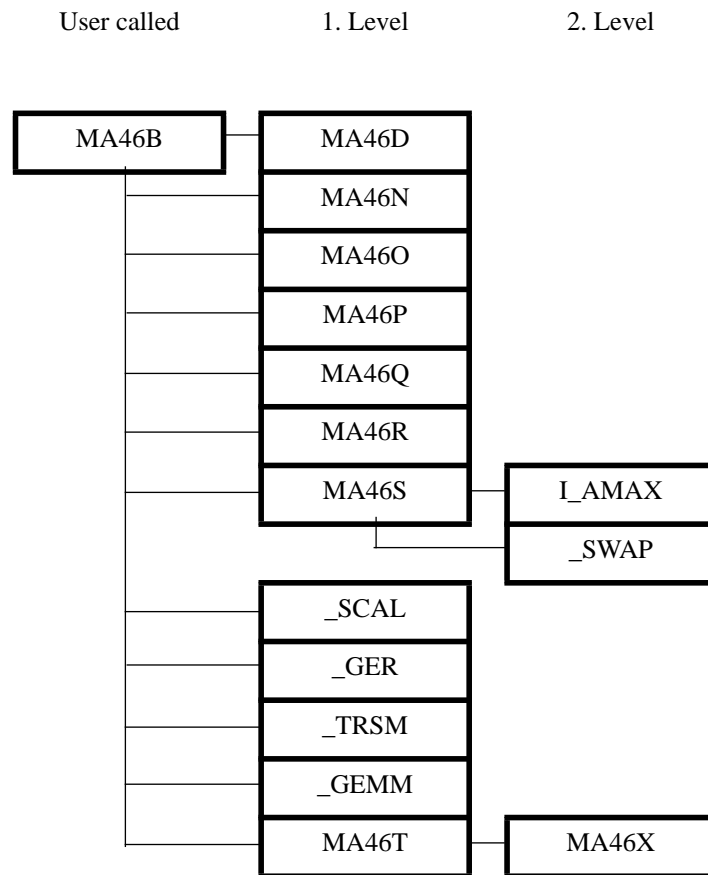 User called 1. Level 2. Level
MA46B MA46D
MA46N
MA46O
MA46P
MA46Q
MA46R
MA46S I_AMAX
_SWAP
_SCAL
_GER
_TRSM
_GEMM
MA46T MA46X